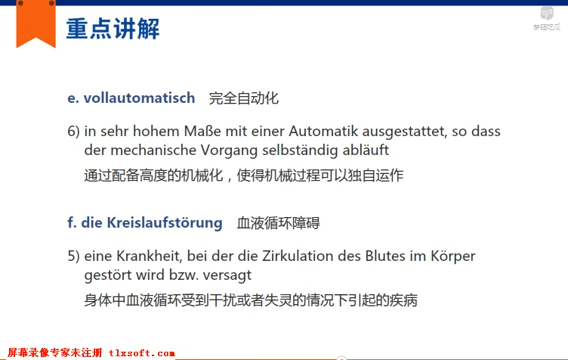 重点讲解
e. vollautomatisch 完全自动化
6) in sehr hohem Maße mit einer Automatik ausgestattet, so dass
der mechanische Vorgang selbständig abläuft
通过配备高度的机械化，使得机械过程可以独自运作
f. die Kreislaufstörung 血液循环障碍
5) eine Krankheit, bei der die Zirkulation des Blutes im Körper
gestört wird bzw. versagt
身体中血液循环受到干扰或者失灵的情况下引起的疾病
屏幕录像专家未注册 tlxsoft.com